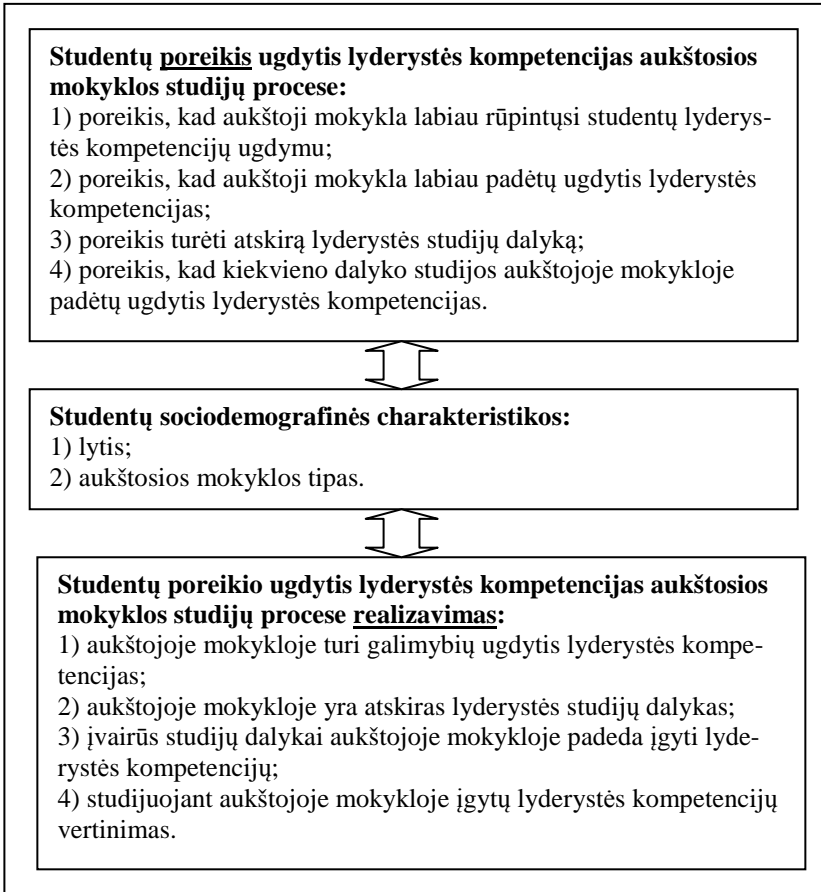 Studentų poreikis ugdytis lyderystės kompetencijas aukštosios
mokyklos studijų procese:
1) poreikis, kad aukštoji mokykla labiau rūpintųsi studentų lyderys-
tės kompetencijų ugdymu;
2) poreikis, kad aukštoji mokykla labiau padėtų ugdytis lyderystės
kompetencijas;
3) poreikis turėti atskirą lyderystės studijų dalyką;
4) poreikis, kad kiekvieno dalyko studijos aukštojoje mokykloje
padėtų ugdytis lyderystės kompetencijas.
Studentų sociodemografinės charakteristikos:
1) lytis;
2) aukštosios mokyklos tipas.
Studentų poreikio ugdytis lyderystės kompetencijas aukštosios
mokyklos studijų procese realizavimas:
1) aukštojoje mokykloje turi galimybių ugdytis lyderystės kompe-
tencijas;
2) aukštojoje mokykloje yra atskiras lyderystės studijų dalykas;
3) įvairūs studijų dalykai aukštojoje mokykloje padeda įgyti lyde-
rystės kompetencijų;
4) studijuojant aukštojoje mokykloje įgytų lyderystės kompetencijų
vertinimas.